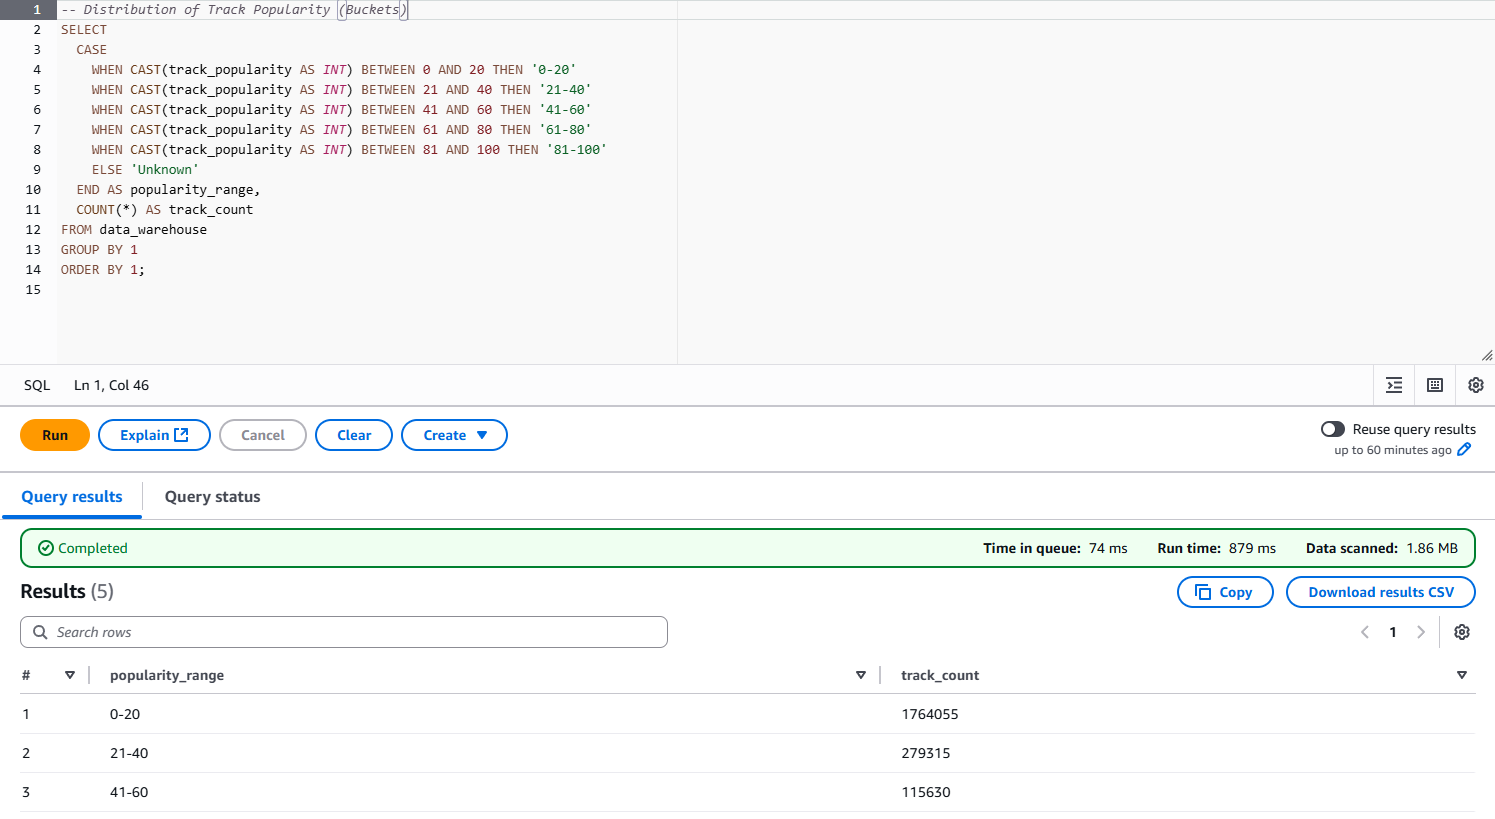 1 -- Distribution of Track Popularity (Buckets)
2 SELECT
3 CASE
4 WHEN CAST(track_popularity AS INT) BETWEEN 0 AND 20 THEN '0-20'
5 WHEN CAST(track_popularity AS INT) BETWEEN 21 AND 40 THEN '21-40'
6 WHEN CAST(track_popularity AS INT) BETWEEN 41 AND 60 THEN '41-60'
7 WHEN CAST(track_popularity AS INT) BETWEEN 61 AND 80 THEN '61-80'
8 WHEN CAST(track_popularity AS INT) BETWEEN 81 AND 100 THEN '81-100'
9 ELSE 'Unknown'
10 END AS popularity_range,
11 COUNT(*) AS track_count
12 FROM data_warehouse
13 GROUP BY 1
14 ORDER BY 1;
15
SQL Ln 1, Col 46
Run Explain Cancel Clear Create Reuse query results
up to 60 minutes ago
Query results Query status
Completed Time in queue: 74 ms Run time: 879 ms Data scanned: 1.86 MB
Results (5) Copy Download results CSV
Search rows 1
# popularity_range track_count
1 0-20 1764055
2 21-40 279315
3 41-60 115630